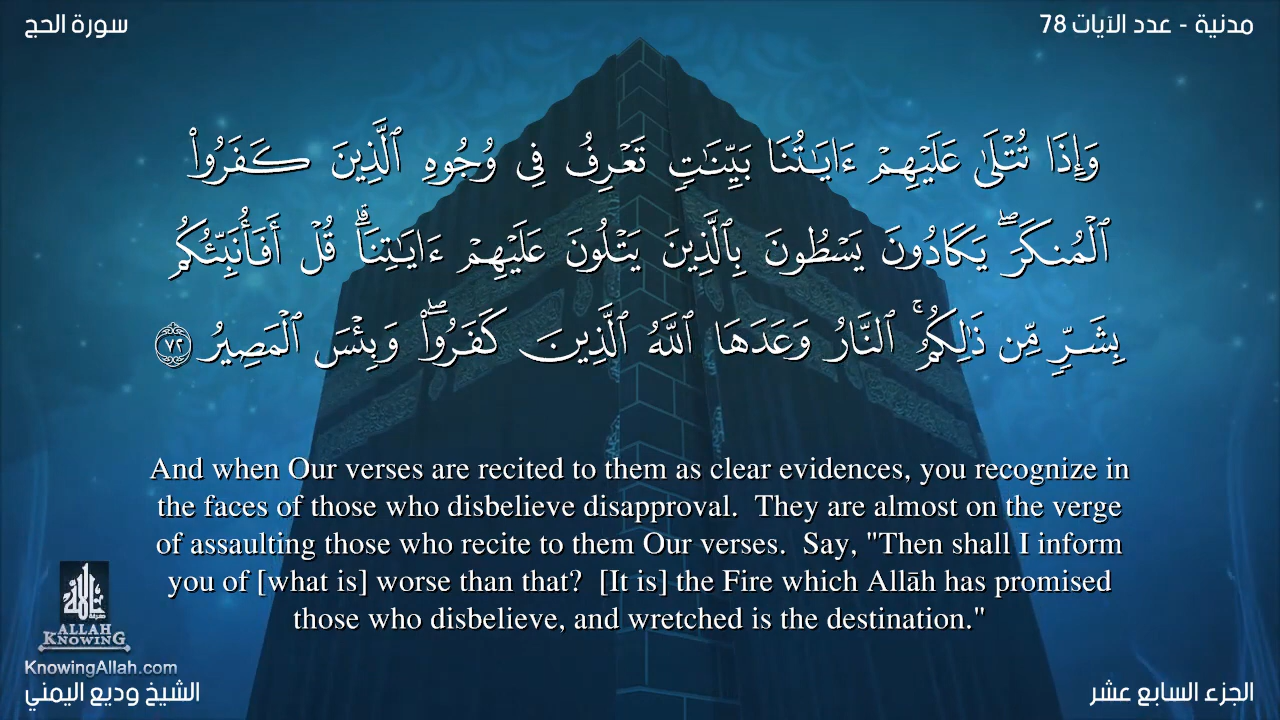 سورة الحج
مدنية - عدد الآيات 78
وَإِذَا تُتْلَىٰ عَلَيْهِمْ ءَايَـٰتُنَا بَيِّنَـٰتٍ تَعْرِفُ فِى وُجُوهِ ٱلَّذِينَ كَفَرُوا۟
ٱلْمُنكَرَ ۖ يَكَادُونَ يَسْطُونَ بِٱلَّذِينَ يَتْلُونَ عَلَيْهِمْ ءَايَـٰتِنَا ۗ قُلْ أَفَأُنَبِّئُكُم
بِشَرٍّ مِّن ذَٰلِكُمُ ۚ ٱلنَّارُ وَعَدَهَا ٱللَّهُ ٱلَّذِينَ كَفَرُوا۟ ۖ وَبِئْسَ ٱلْمَصِيرُ ٧٢
And when Our verses are recited to them as clear evidences, you recognize in
the faces of those who disbelieve disapproval. They are almost on the verge
of assaulting those who recite to them Our verses. Say, "Then shall I inform
you of [what is] worse than that? [It is] the Fire which Allāh has promised
those who disbelieve, and wretched is the destination."
ALLAH
KNOWING
KnowingAllah.com
الشيخ وديع اليمني
الجزء السابع عشر